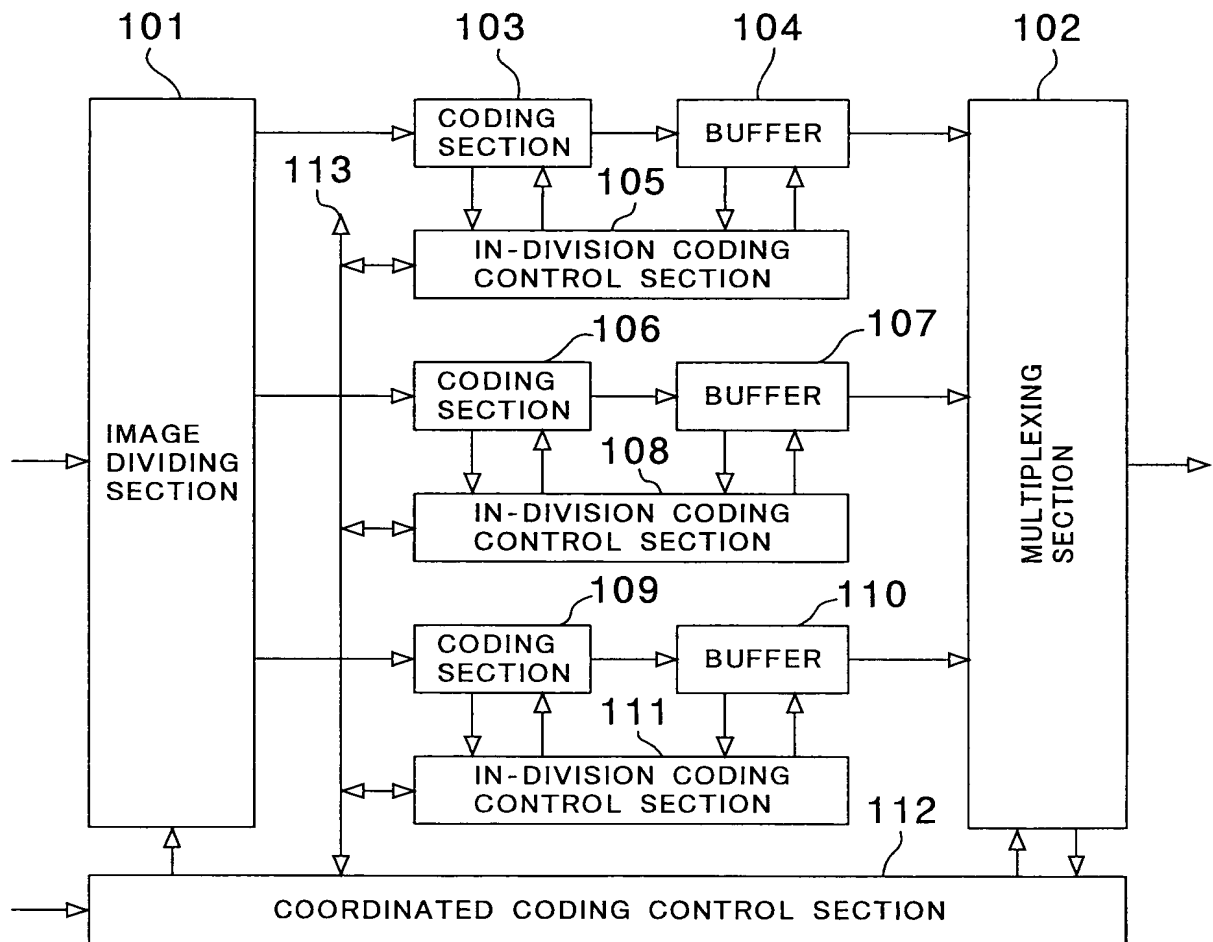 101
103
104
102
CODING
SECTION
BUFFER
113
105
IN-DIVISION CODING
CONTROL SECTION
106
107
CODING
SECTION
BUFFER
IMAGE
DIVIDING
SECTION
108
IN-DIVISION CODING
CONTROL SECTION
MULTIPLEXING
SECTION
109
110
CODING
SECTION
BUFFER
111
IN-DIVISION CODING
CONTROL SECTION
112
COORDINATED CODING CONTROL SECTION